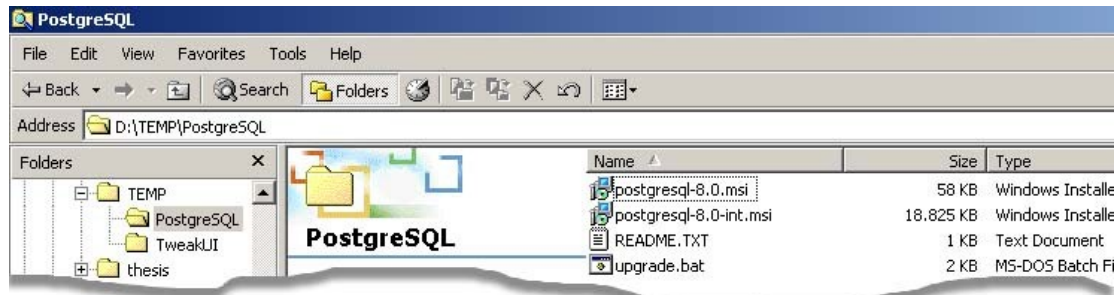 PostgreSQL
File Edit View Favorites Tools Help
Back Search Folders
Address D:\TEMP\PostgreSQL
Folders x
Name Size Type
TEMP
PostgreSQL
TweakUI
thesis
PostgreSQL
postgresql-8.0.msi 58 KB Windows Installe
postgresql-8.0-int.msi 18.825 KB Windows Installe
README.TXT 1 KB Text Document
upgrade.bat 2 KB MS-DOS Batch Fi